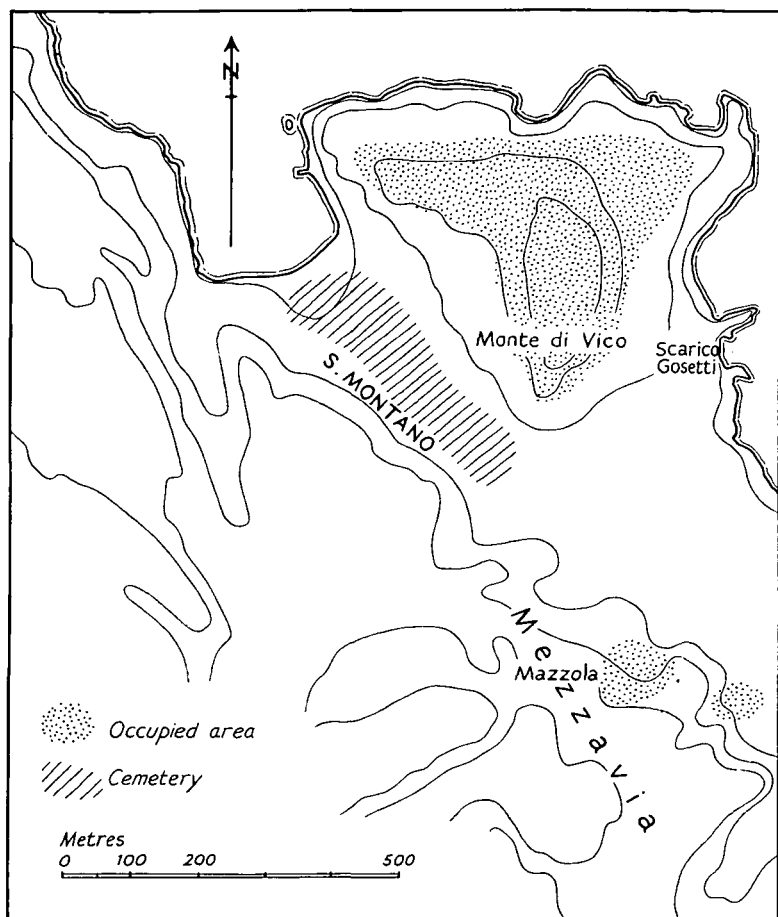 N
Monte di Vico
Scarico
Gosetti
S. MONTANO
Mezzavia
Mazzola
Occupied area
Cemetery
Metres
0 100 200 500